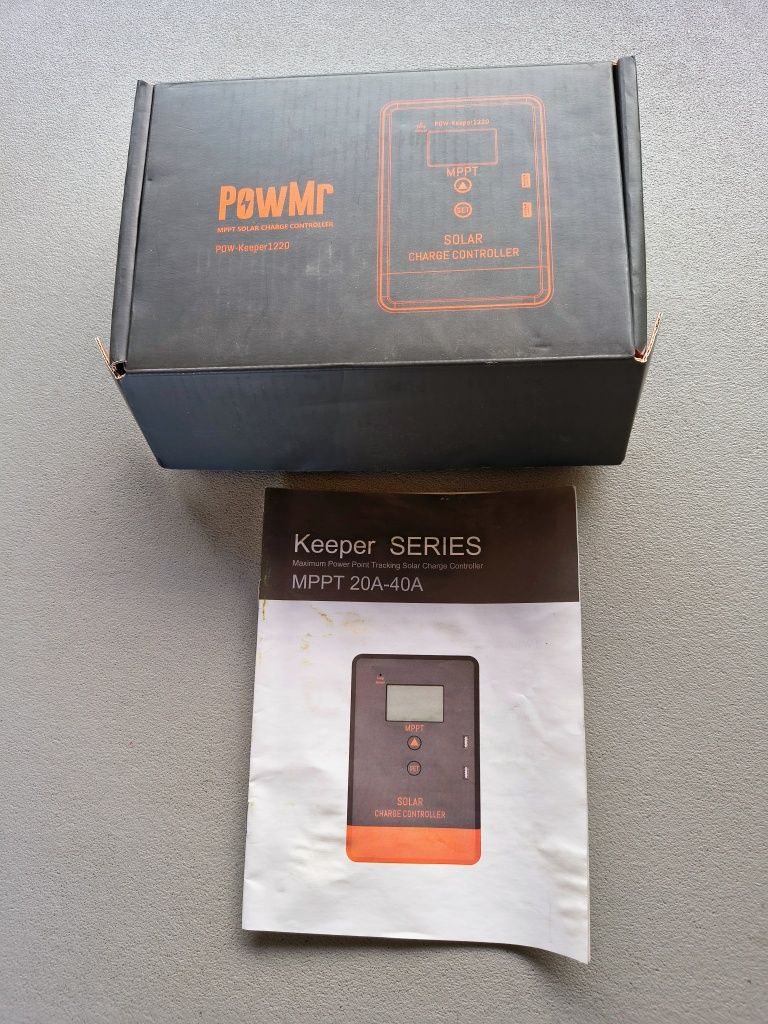 POW-Keeper1220
MPPT
SET
SOLAR
CHARGE CONTROLLER
PowMr
MPPT SOLAR CHARGE CONTROLLER
POW-Keeper1220
Keeper SERIES
Maximum Power Point Tracking Solar Charge Controller
MPPT 20A-40A
MPPT
SET
SOLAR
CHARGE CONTROLLER